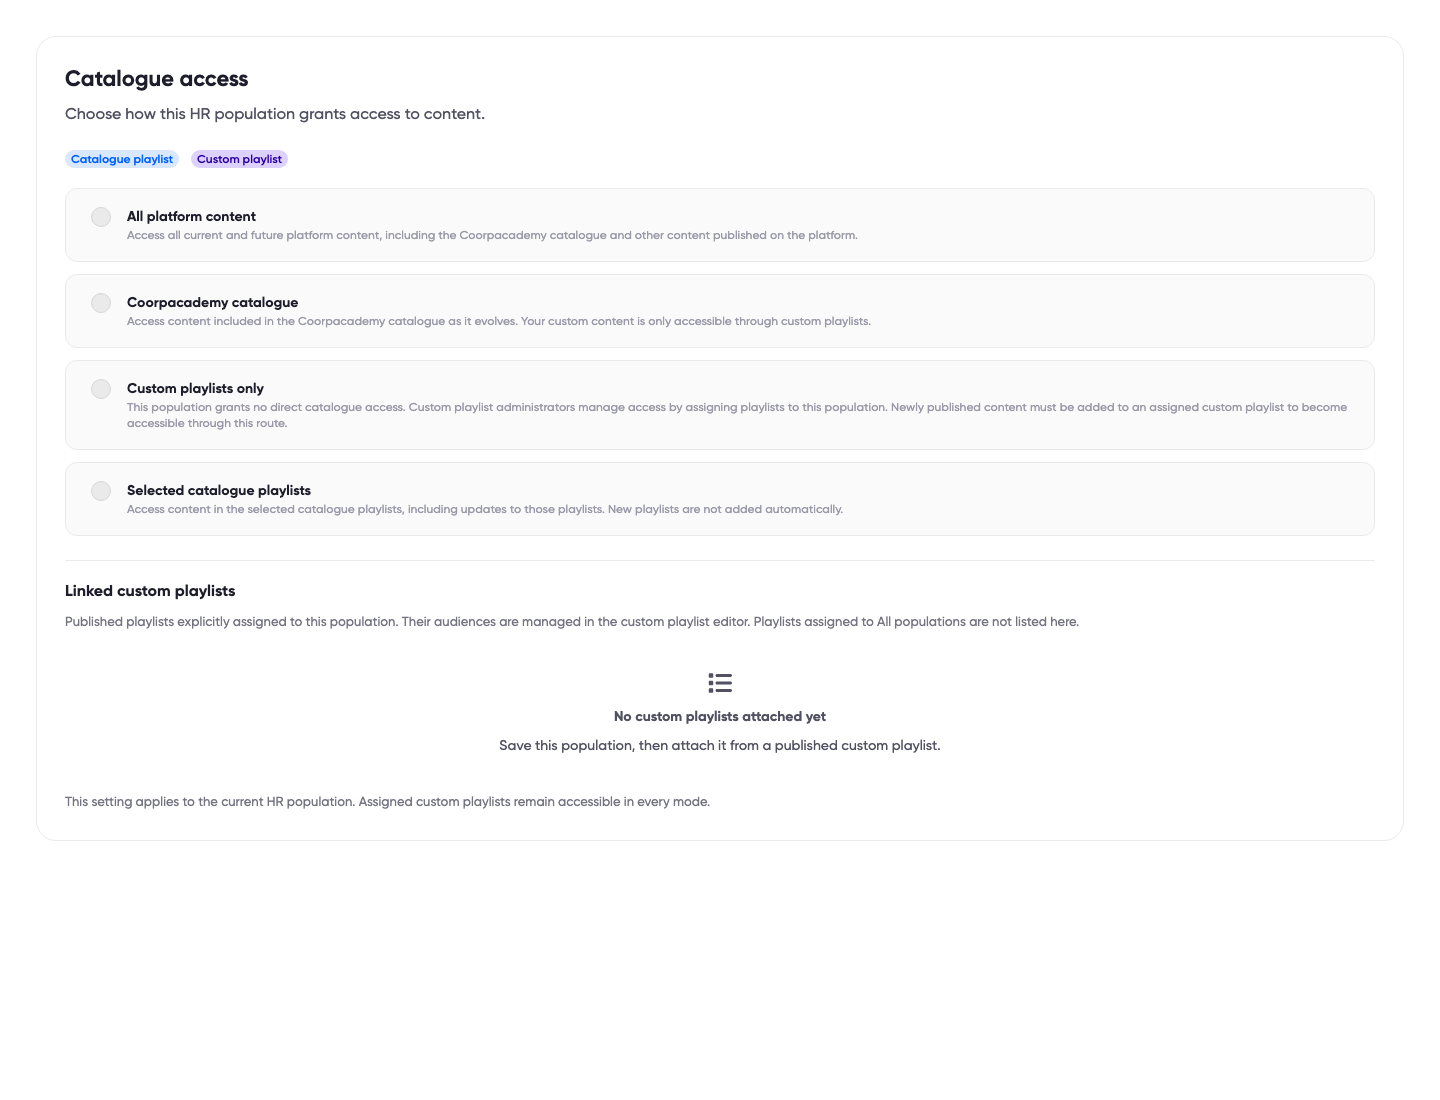 Catalogue access
Choose how this HR population grants access to content.
Catalogue playlist Custom playlist
All platform content
Access all current and future platform content, including the Coorpacademy catalogue and other content published on the platform.
Coorpacademy catalogue
Access content included in the Coorpacademy catalogue as it evolves. Your custom content is only accessible through custom playlists.
Custom playlists only
This population grants no direct catalogue access. Custom playlist administrators manage access by assigning playlists to this population. Newly published content must be added to an assigned custom playlist to become
accessible through this route.
Selected catalogue playlists
Access content in the selected catalogue playlists, including updates to those playlists. New playlists are not added automatically.
Linked custom playlists
Published playlists explicitly assigned to this population. Their audiences are managed in the custom playlist editor. Playlists assigned to All populations are not listed here.
No custom playlists attached yet
Save this population, then attach it from a published custom playlist.
This setting applies to the current HR population. Assigned custom playlists remain accessible in every mode.